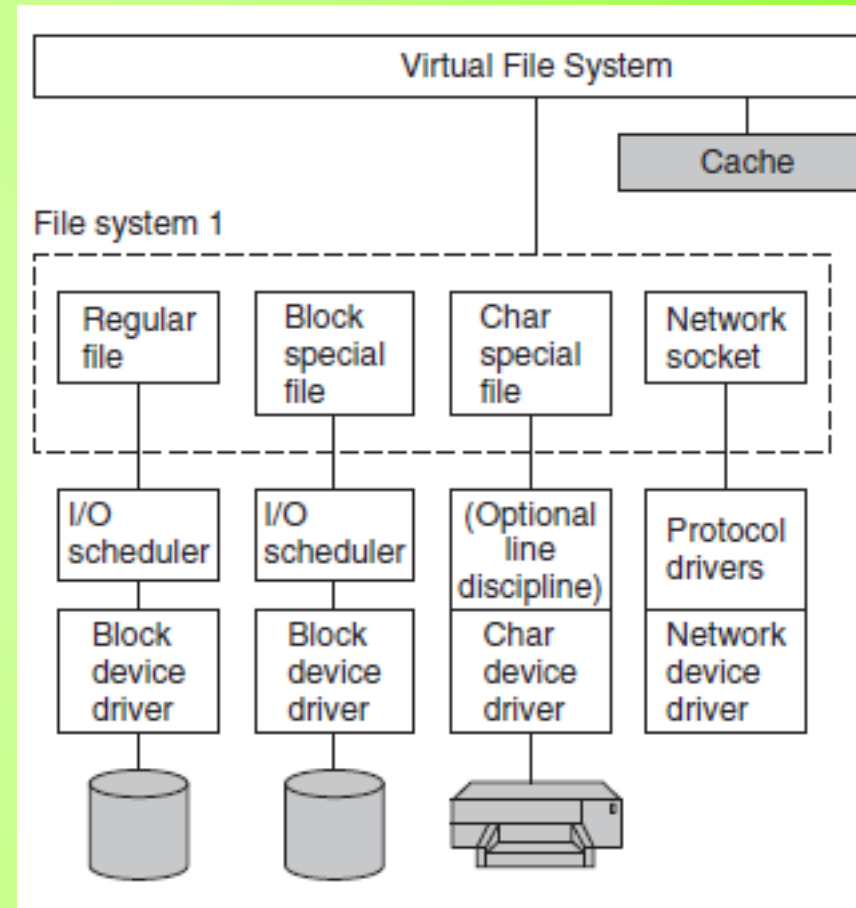 Virtual File System
Cache
File system 1
Regular
file
Block
special
file
Char
special
file
Network
socket
I/O
scheduler
I/O
scheduler
(Optional
line
discipline)
Protocol
drivers
Block
device
driver
Block
device
driver
Char
device
driver
Network
device
driver